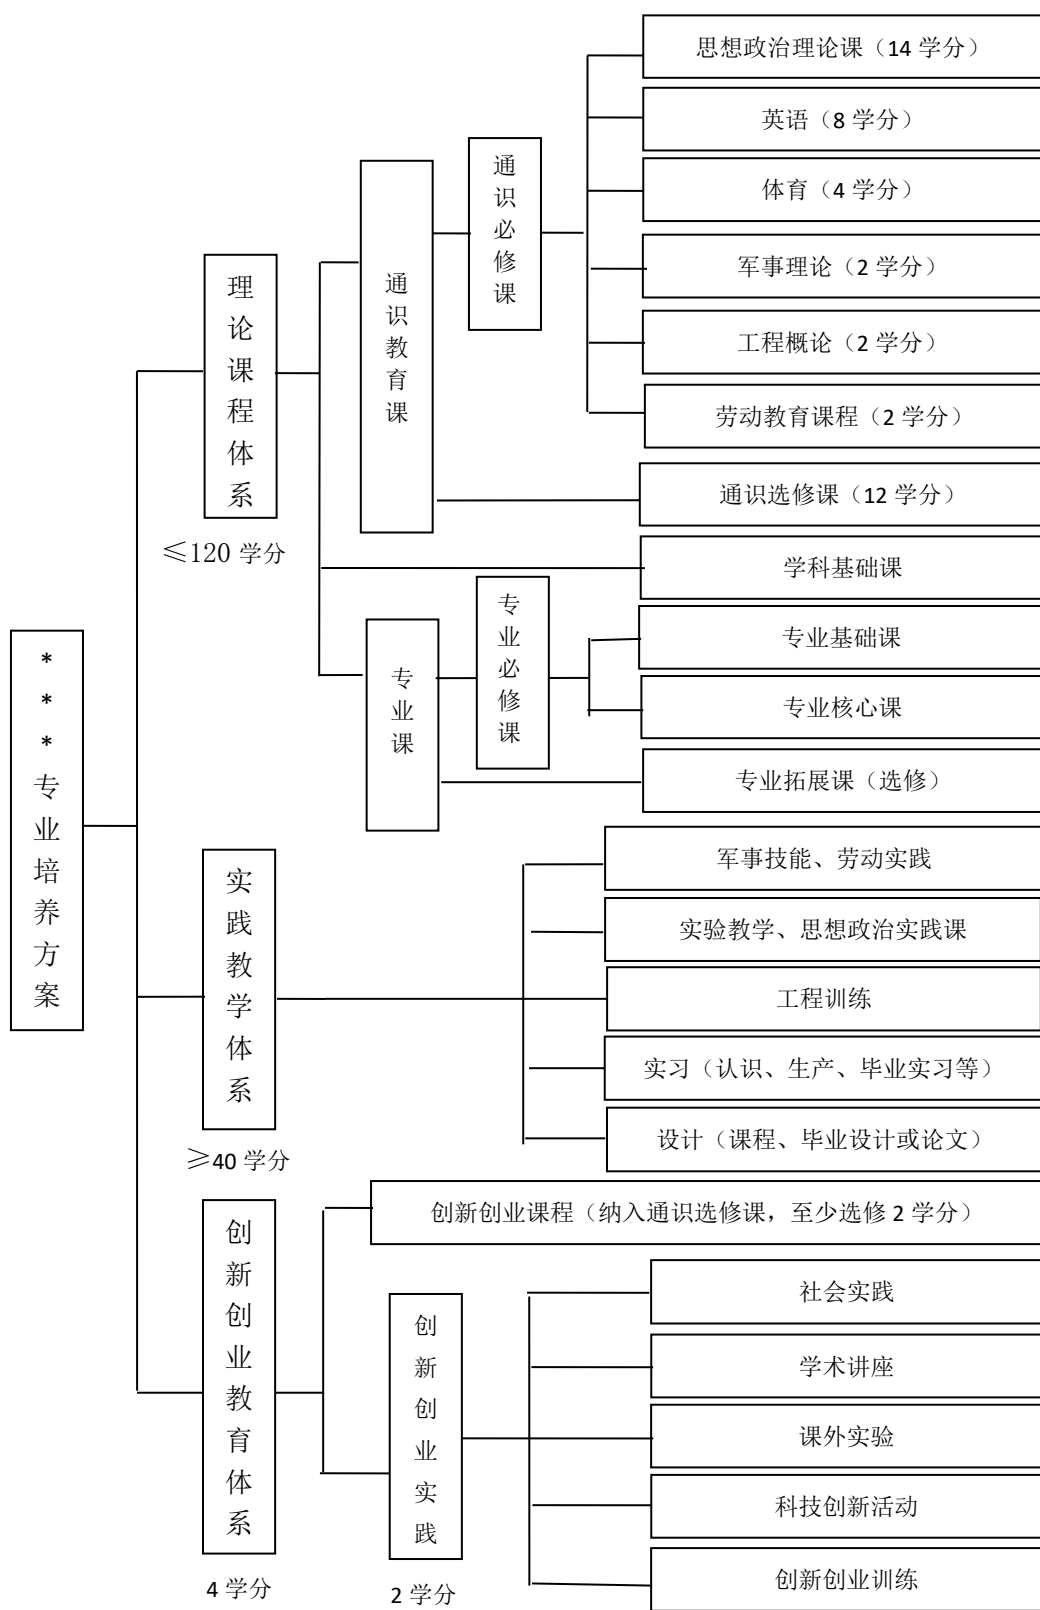 思想政治理论课（14 学分）
英语（8 学分）
体育（4 学分）
军事理论（2 学分）
工程概论（2 学分）
劳动教育课程（2 学分）
通识必修课
通识教育课
通识选修课（12 学分）
理论课程体系
≤120 学分
学科基础课
专业基础课
专业核心课
专业必修课
专业课
专业拓展课（选修）
***专业培养方案
军事技能、劳动实践
实验教学、思想政治实践课
工程训练
实习（认识、生产、毕业实习等）
设计（课程、毕业设计或论文）
实践教学体系
≥40 学分
创新创业课程（纳入通识选修课，至少选修 2 学分）
创新创业教育体系
4 学分
创新创业实践
2 学分
社会实践
学术讲座
课外实验
科技创新活动
创新创业训练